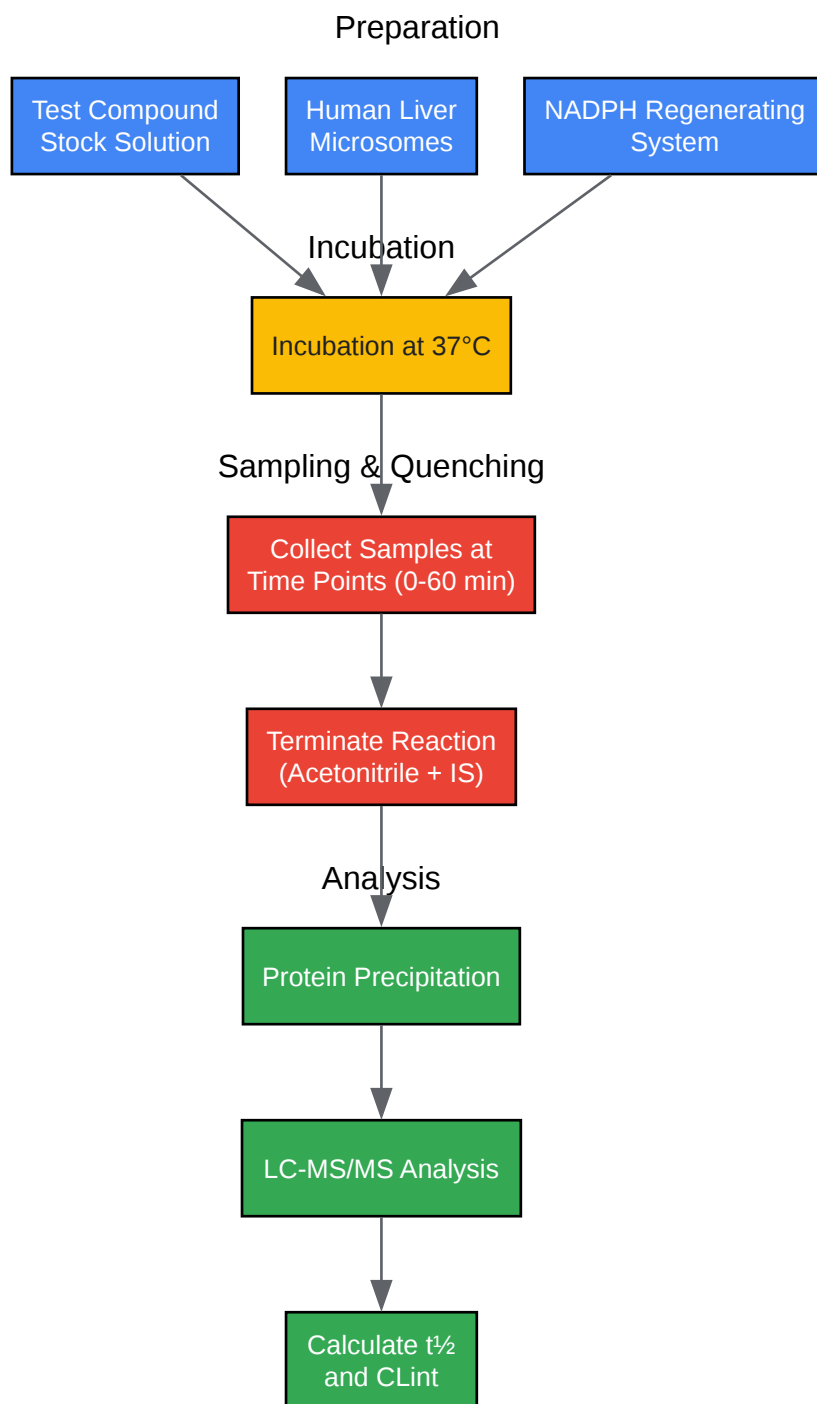 Preparation
Test Compound
Stock Solution
Human Liver
Microsomes
NADPH Regenerating
System
Incubation
Incubation at 37°C
Sampling & Quenching
Collect Samples at
Time Points (0-60 min)
Terminate Reaction
(Acetonitrile + IS)
Analysis
Protein Precipitation
LC-MS/MS Analysis
Calculate t½
and CLint